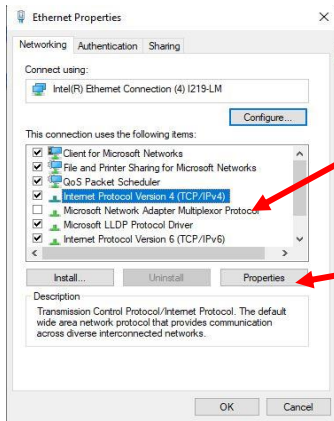 Ethernet Properties
Networking Authentication Sharing
Connect using:
Intel(R) Ethernet Connection (4) I219-LM
Configure...
This connection uses the following items:
Client for Microsoft Networks
File and Printer Sharing for Microsoft Networks
QoS Packet Scheduler
Internet Protocol Version 4 (TCP/IPv4)
Microsoft Network Adapter Multiplexor Protocol
Microsoft LLDP Protocol Driver
Internet Protocol Version 6 (TCP/IPv6)
Install... Uninstall Properties
Description
Transmission Control Protocol/Internet Protocol. The default
wide area network protocol that provides communication
across diverse interconnected networks.
OK Cancel